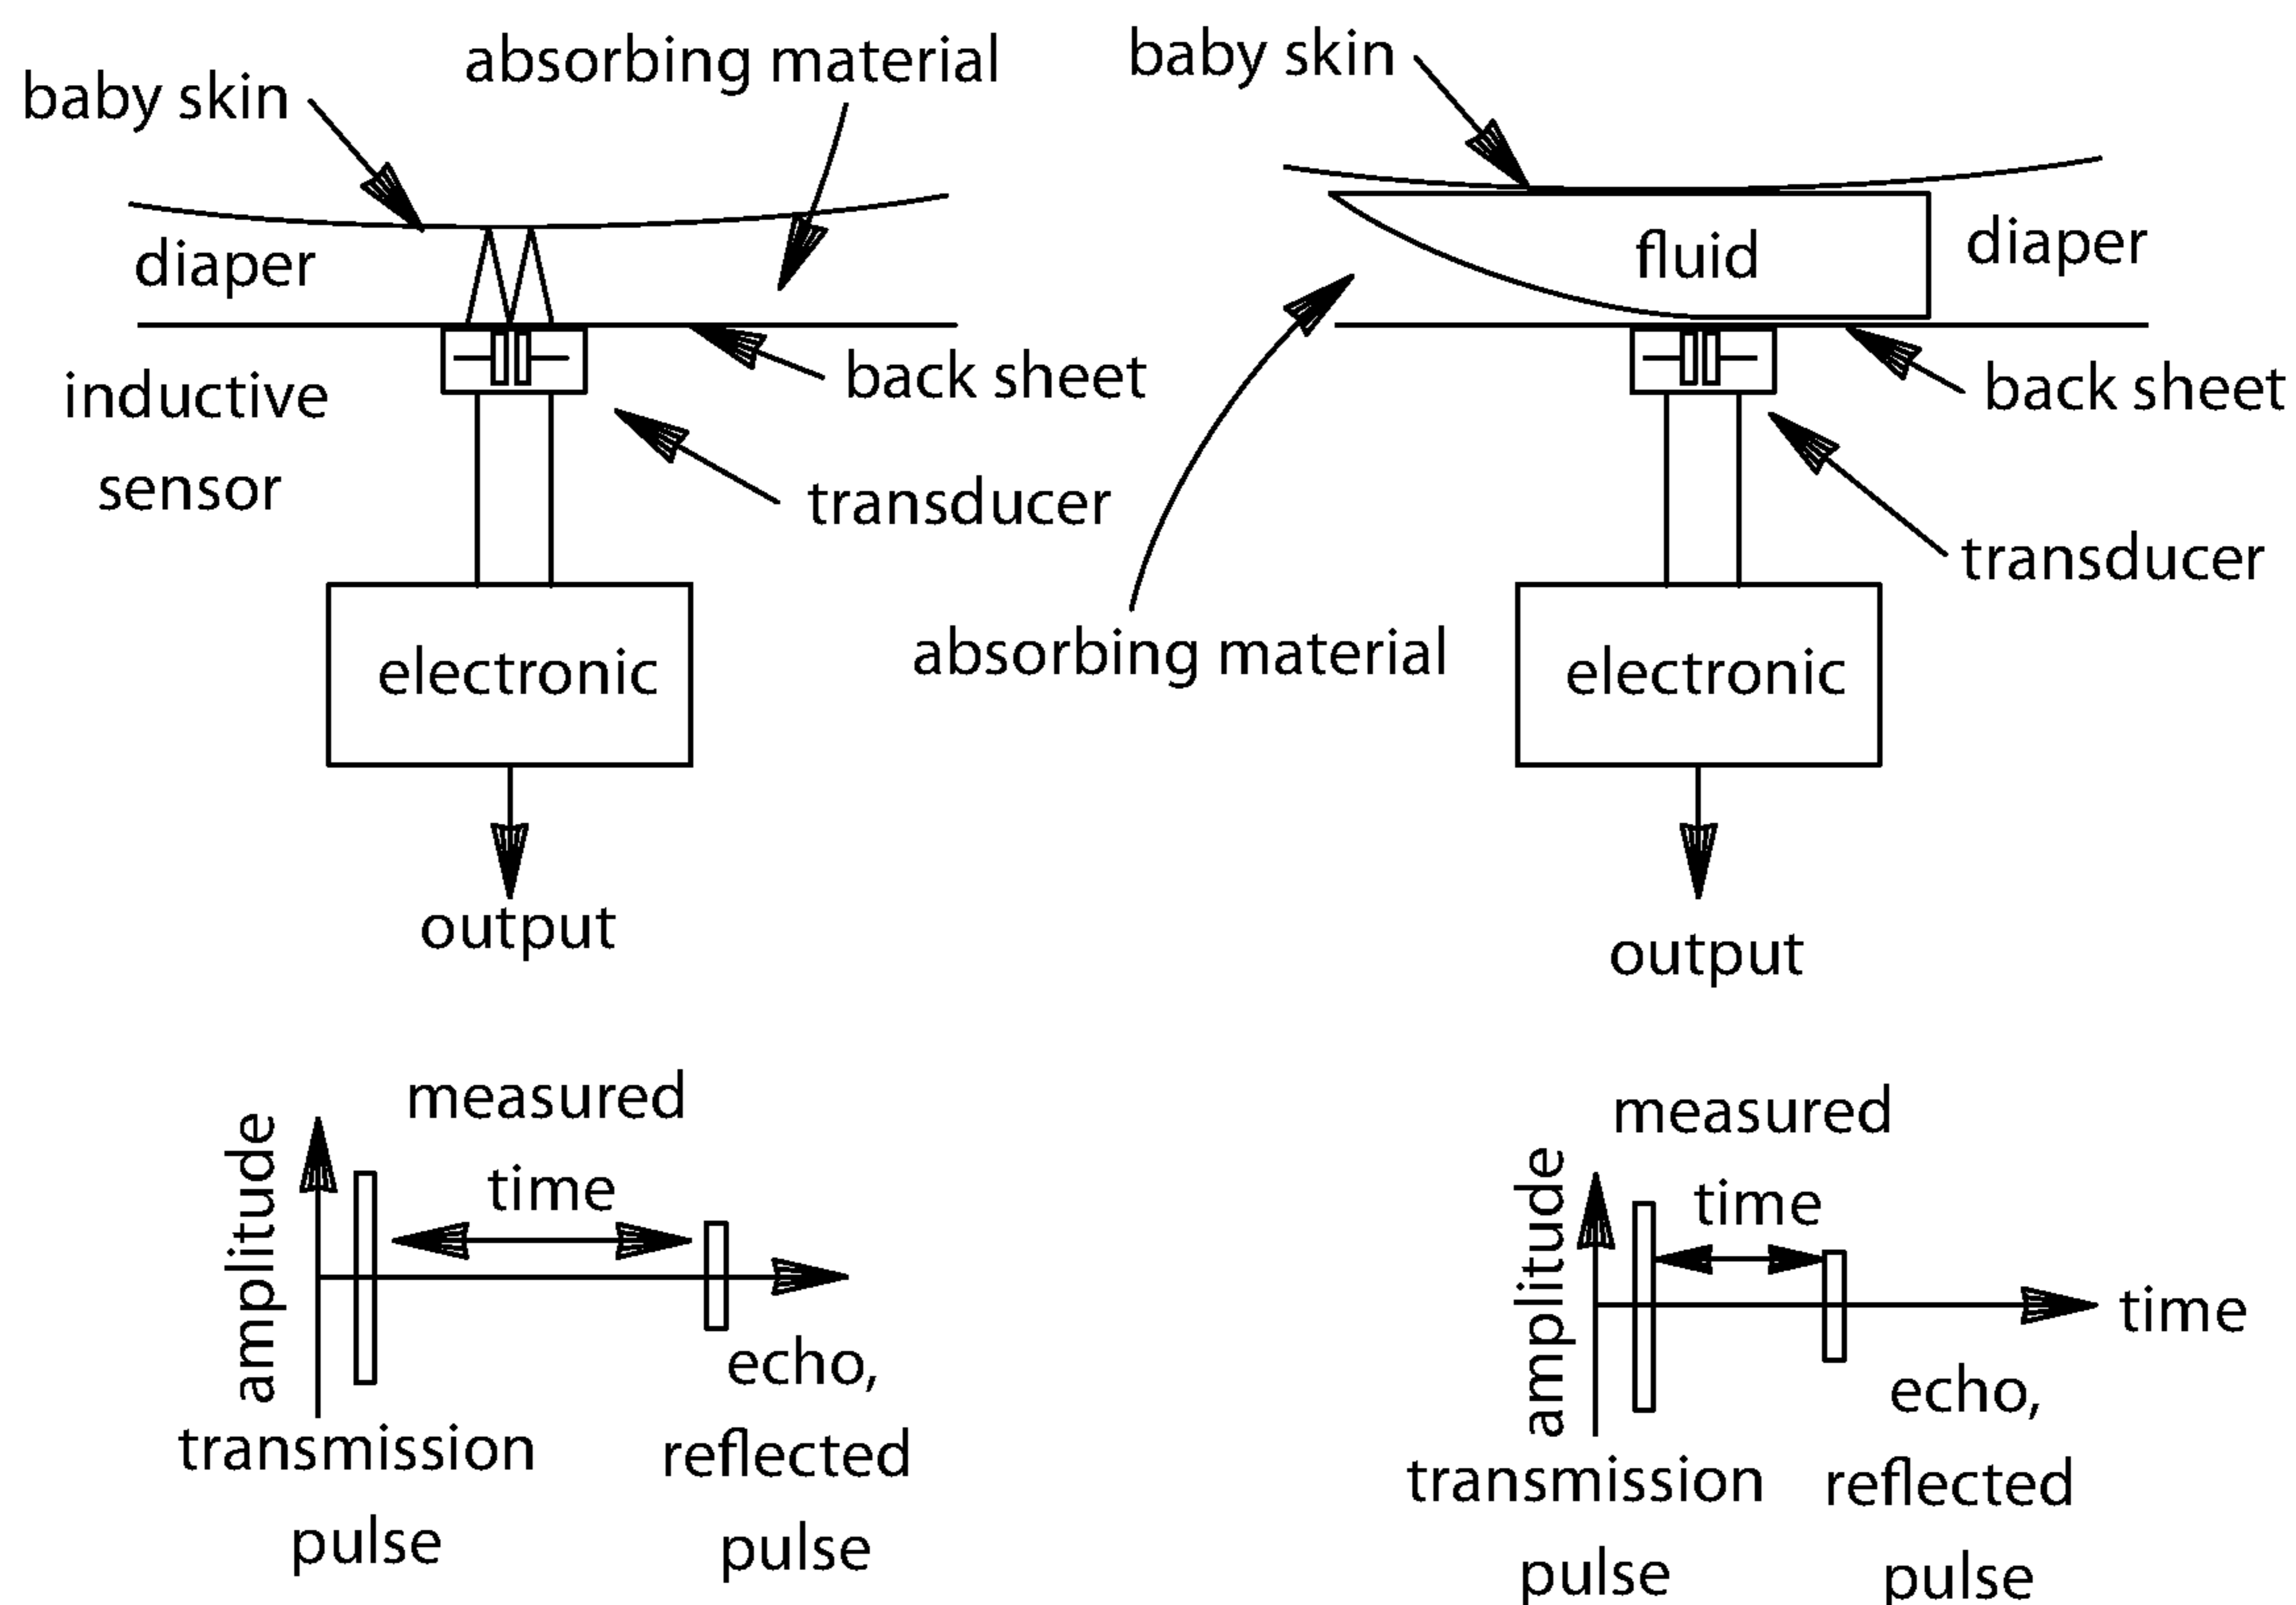 baby skin
absorbing material
diaper
inductive
sensor
back sheet
transducer
electronic
output
measured
time
amplitude
transmission
pulse
echo,
reflected
pulse
baby skin
fluid
diaper
back sheet
transducer
absorbing material
electronic
output
measured
time
amplitude
time
transmission
pulse
echo,
reflected
pulse